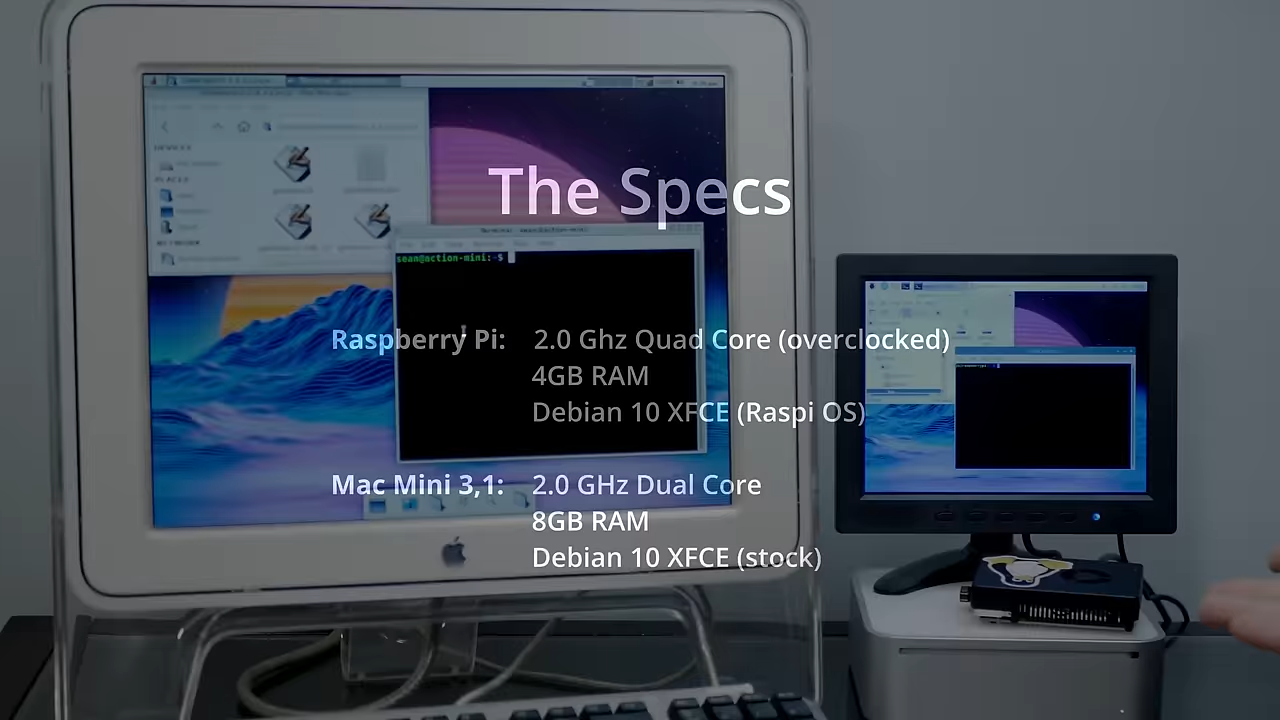 The Specs
sean@action-mini:~$
Raspberry Pi: 2.0 Ghz Quad Core (overclocked)
4GB RAM
Debian 10 XFCE (Raspi OS)
Mac Mini 3,1: 2.0 GHz Dual Core
8GB RAM
Debian 10 XFCE (stock)